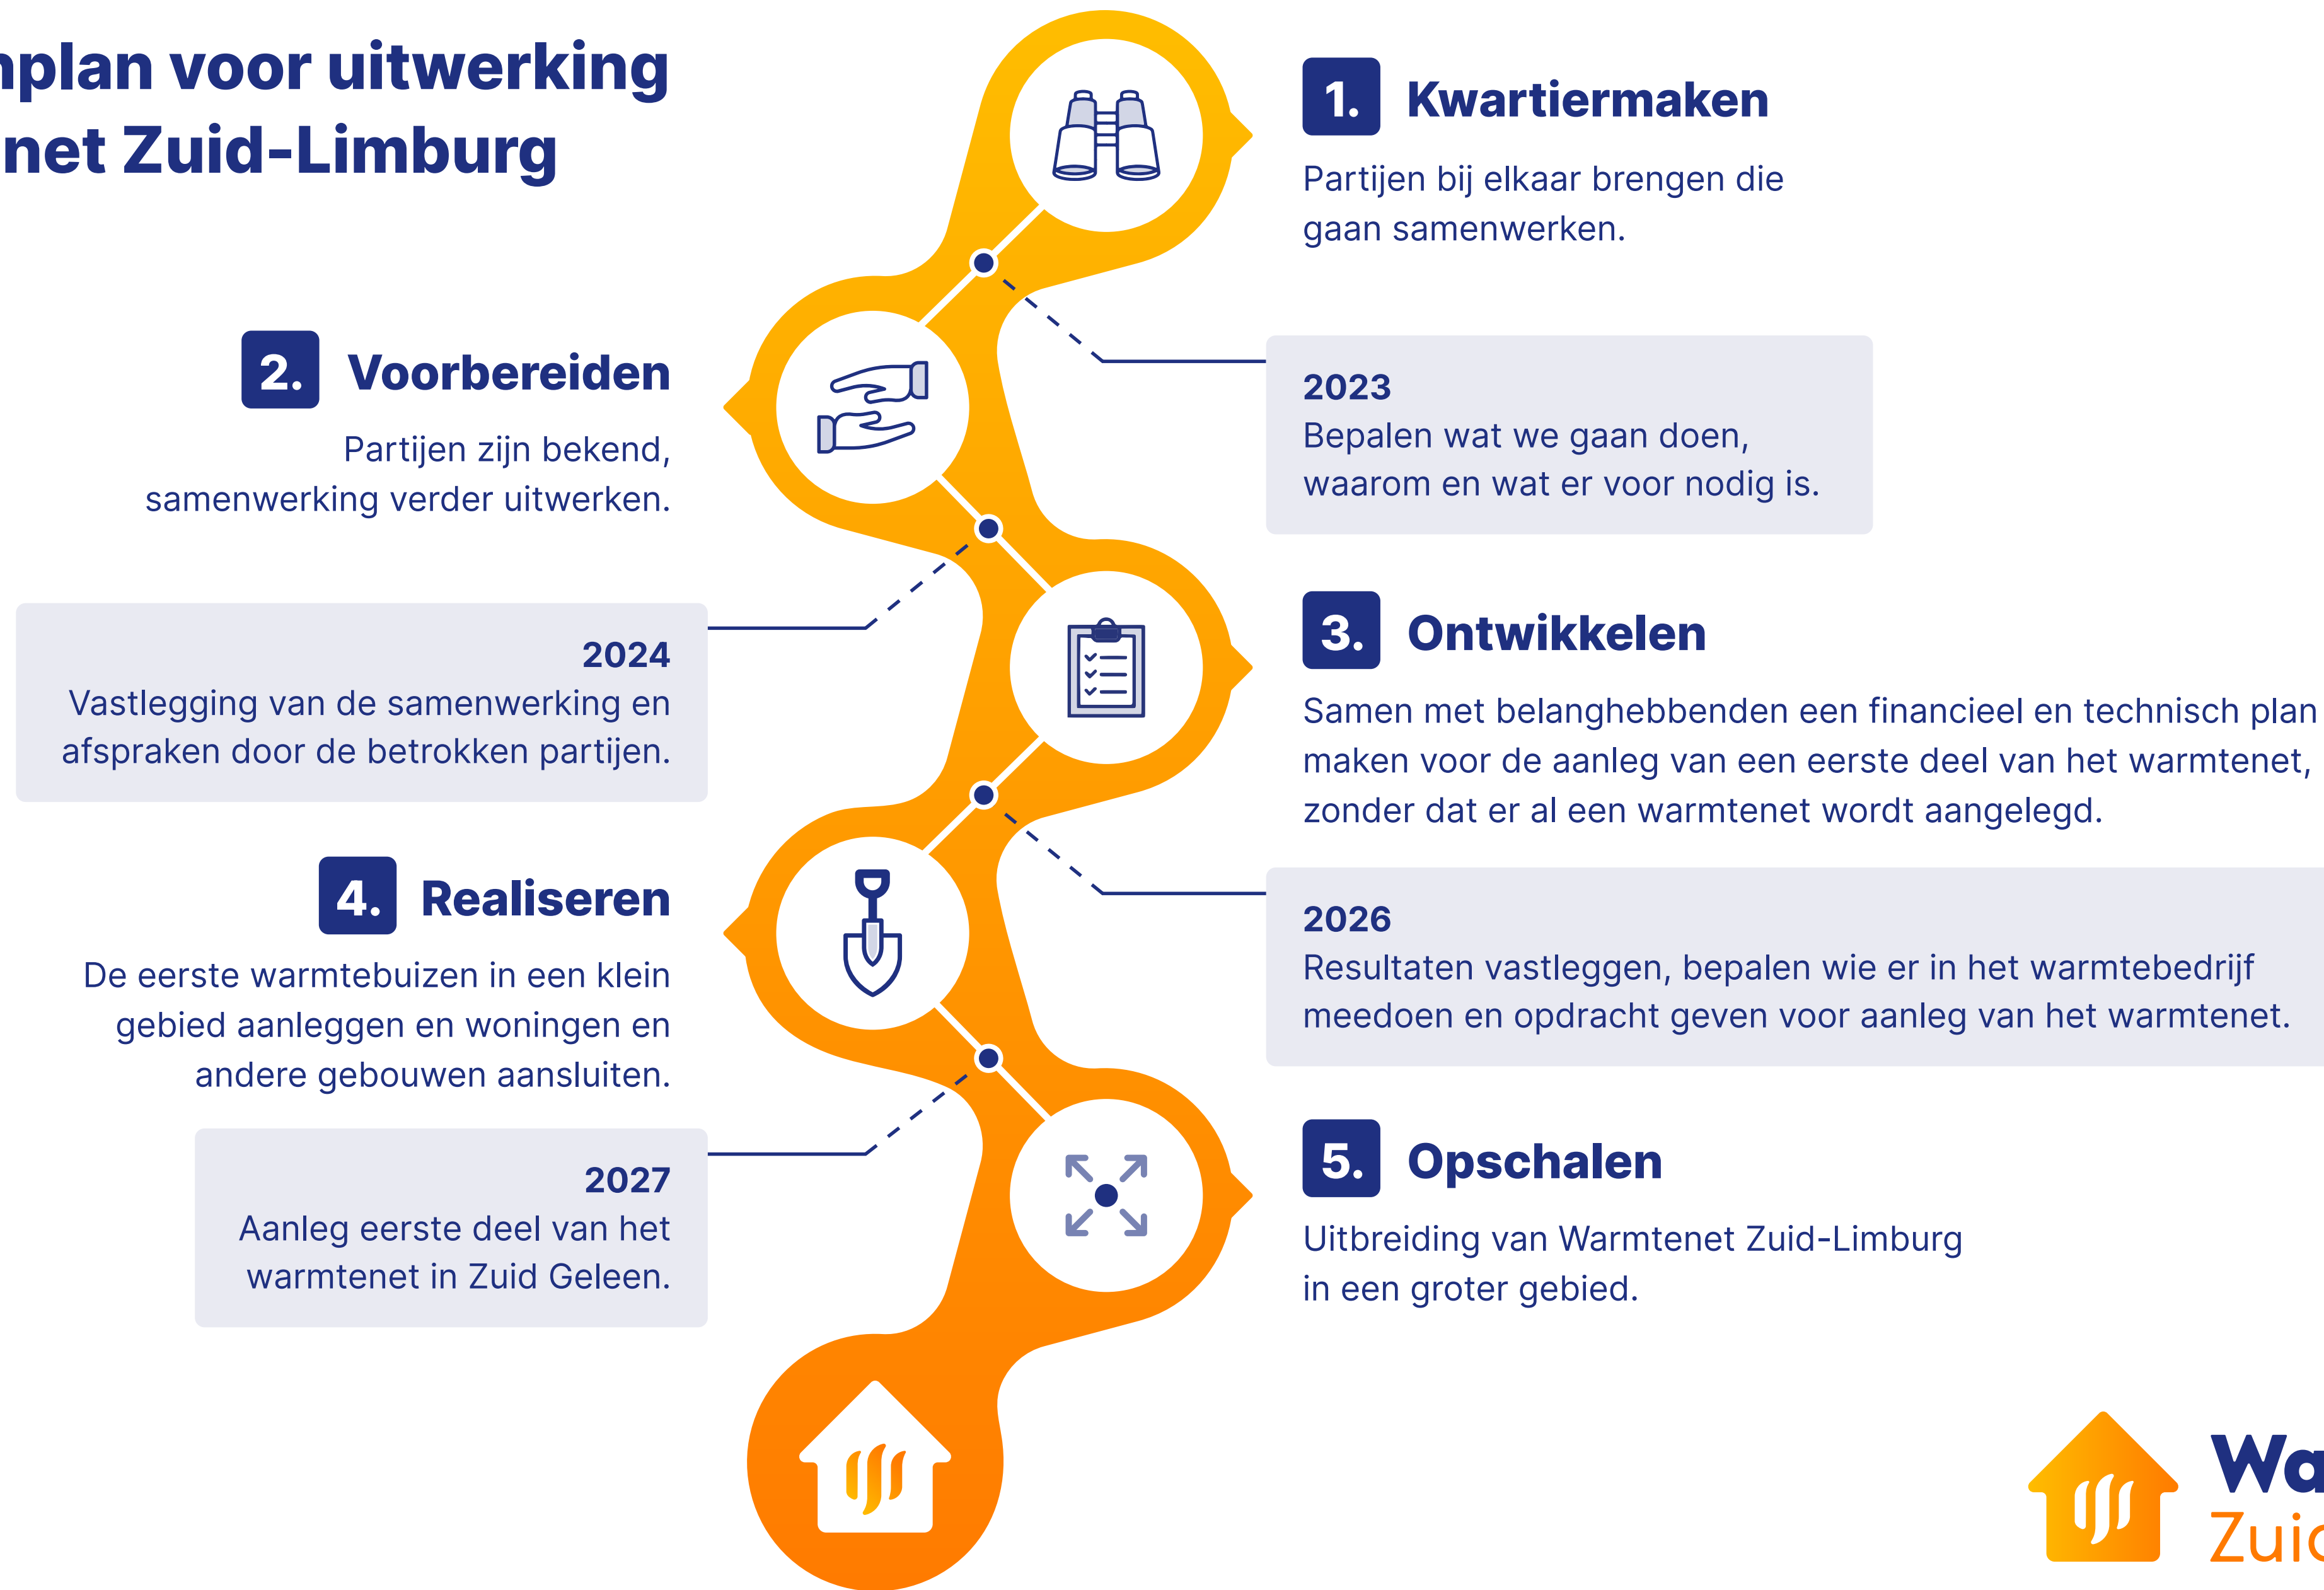 nplan voor uitwerking
net Zuid-Limburg
1. Kwartiermaken
Partijen bij elkaar brengen die
gaan samenwerken.
2023
Bepalen wat we gaan doen,
waarom en wat er voor nodig is.
2. Voorbereiden
Partijen zijn bekend,
samenwerking verder uitwerken.
2024
Vastlegging van de samenwerking en
afspraken door de betrokken partijen.
3. Ontwikkelen
Samen met belanghebbenden een financieel en technisch plan
maken voor de aanleg van een eerste deel van het warmtenet,
zonder dat er al een warmtenet wordt aangelegd.
2026
Resultaten vastleggen, bepalen wie er in het warmtebedrijf
meedoen en opdracht geven voor aanleg van het warmtenet.
4. Realiseren
De eerste warmtebuizen in een klein
gebied aanleggen en woningen en
andere gebouwen aansluiten.
2027
Aanleg eerste deel van het
warmtenet in Zuid Geleen.
5. Opschalen
Uitbreiding van Warmtenet Zuid-Limburg
in een groter gebied.
Wa
Zuid